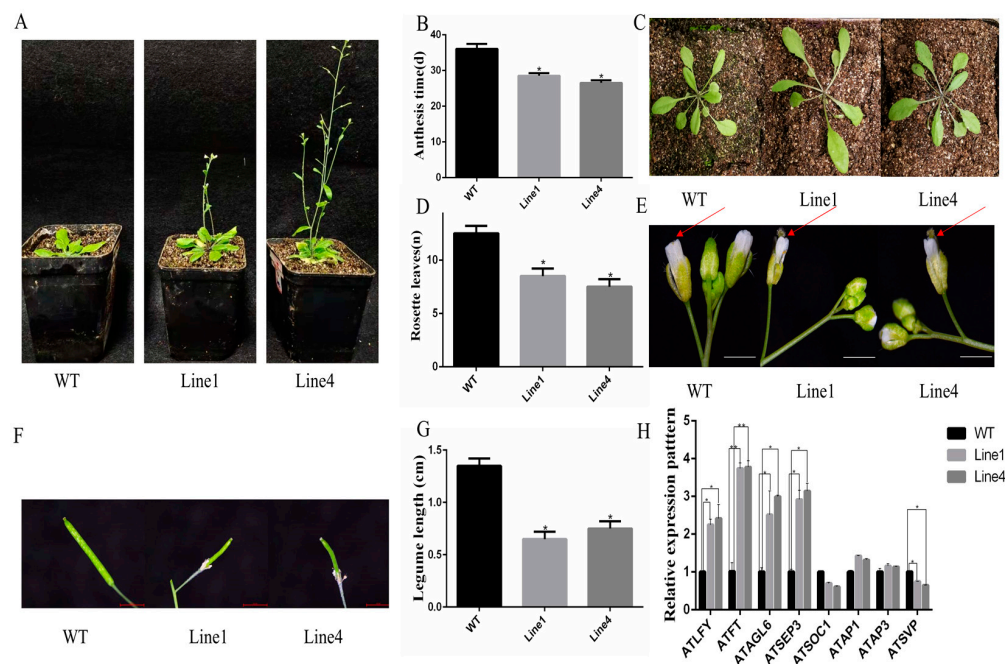 A
WT
Line1
Line4
B
Anthesis time(d)
40
30
20
10
0
WT
Line1
Line4
C
WT
Line1
Line4
D
Rosette leaves(n)
10
5
0
WT
Line1
Line4
E
WT
Line1
Line4
F
WT
Line1
Line4
G
Legume length (cm)
1.5
1.0
0.5
0.0
WT
Line1
Line4
H
Relative expression patttern
5
4
3
2
1
0
ATLFY
ATFT
ATAGL6
ATSEP3
ATSOC1
ATAP1
ATAP3
ATSVP
WT
Line1
Line4